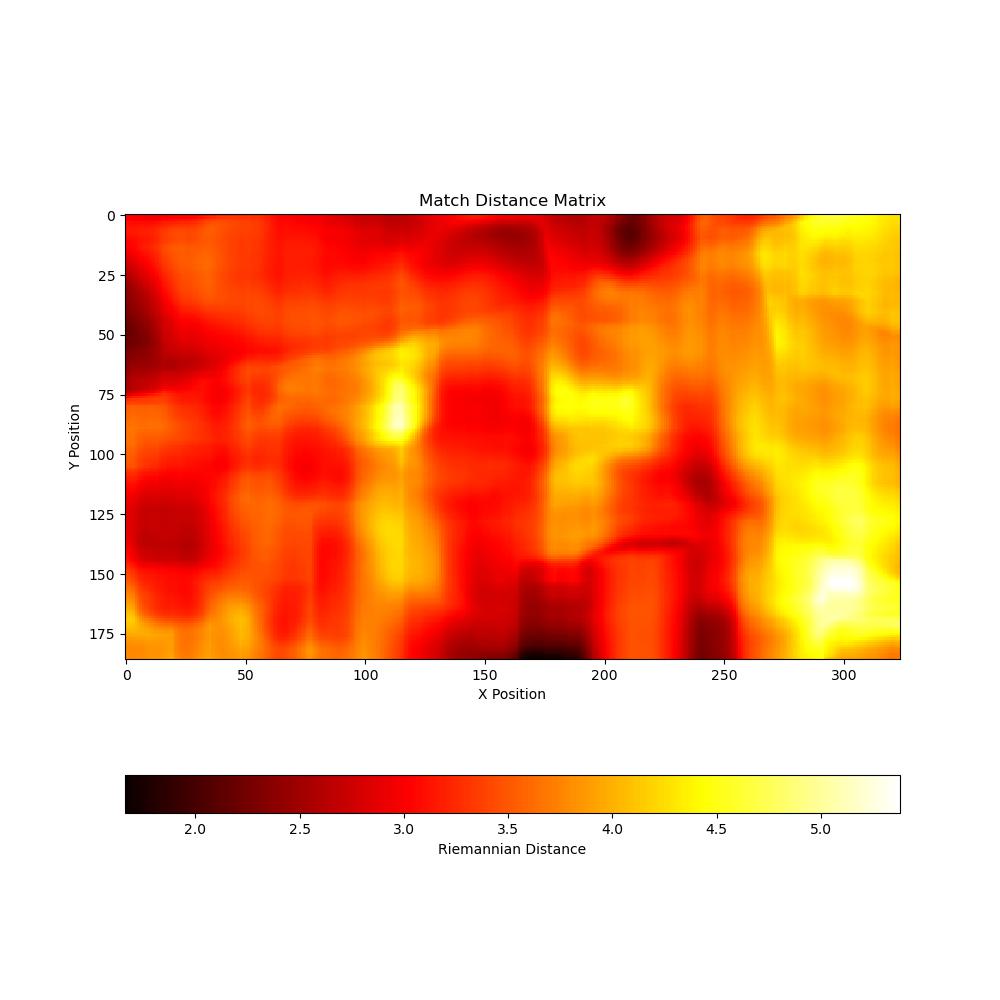 Match Distance Matrix
0
25
50
75
100
125
150
175
Y Position
0 50 100 150 200 250 300
X Position
2.0 2.5 3.0 3.5 4.0 4.5 5.0
Riemannian Distance